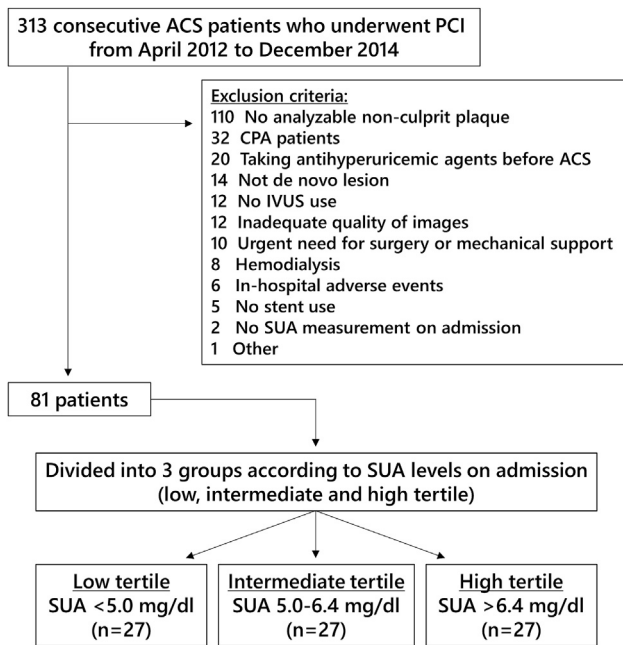 313 consecutive ACS patients who underwent PCI
from April 2012 to December 2014
Exclusion criteria:
110 No analyzable non-culprit plaque
32 CPA patients
20 Taking antihyperuricemic agents before ACS
14 Not de novo lesion
12 No IVUS use
12 Inadequate quality of images
10 Urgent need for surgery or mechanical support
8 Hemodialysis
6 In-hospital adverse events
5 No stent use
2 No SUA measurement on admission
1 Other
81 patients
Divided into 3 groups according to SUA levels on admission
(low, intermediate and high tertile)
Low tertile
SUA <5.0 mg/dl
(n=27)
Intermediate tertile
SUA 5.0-6.4 mg/dl
(n=27)
High tertile
SUA >6.4 mg/dl
(n=27)